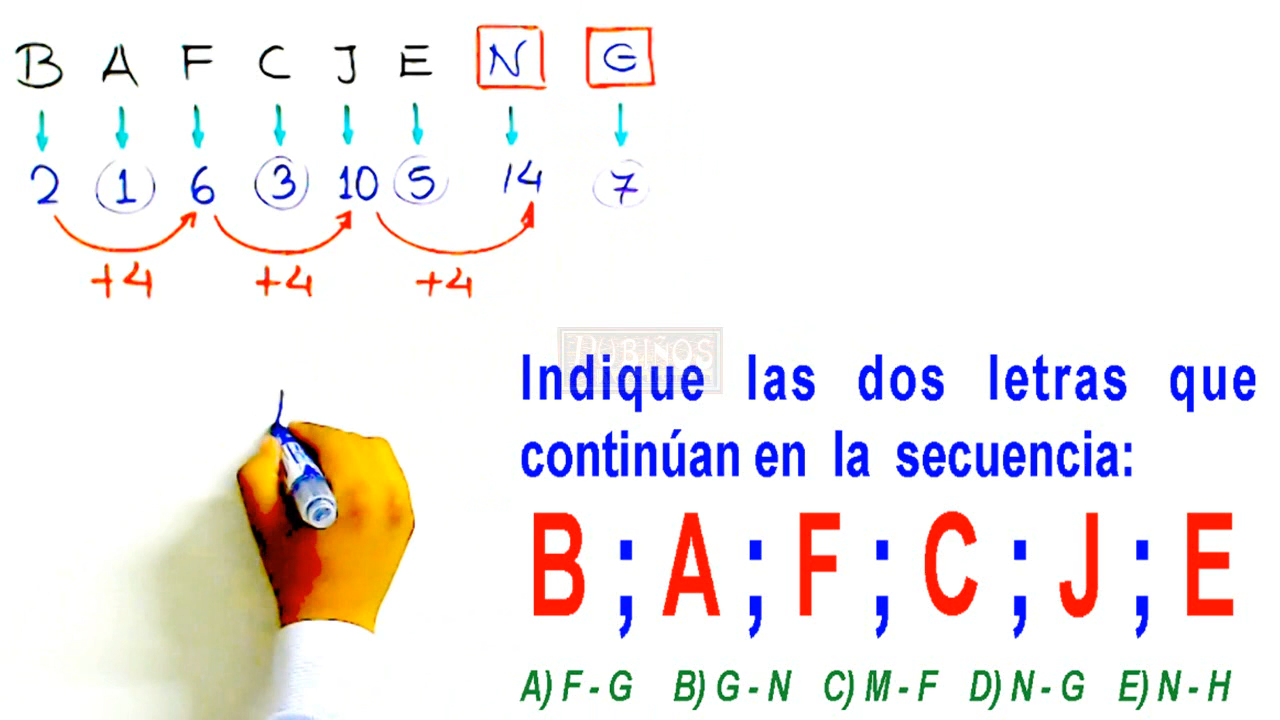 B A F C J E N G
2 1 6 3 10 5 14 7
+4 +4 +4
RUBIÑOS
Indique las dos letras que
continúan en la secuencia:
B ; A ; F ; C ; J ; E
A) F - G B) G - N C) M - F D) N - G E) N - H